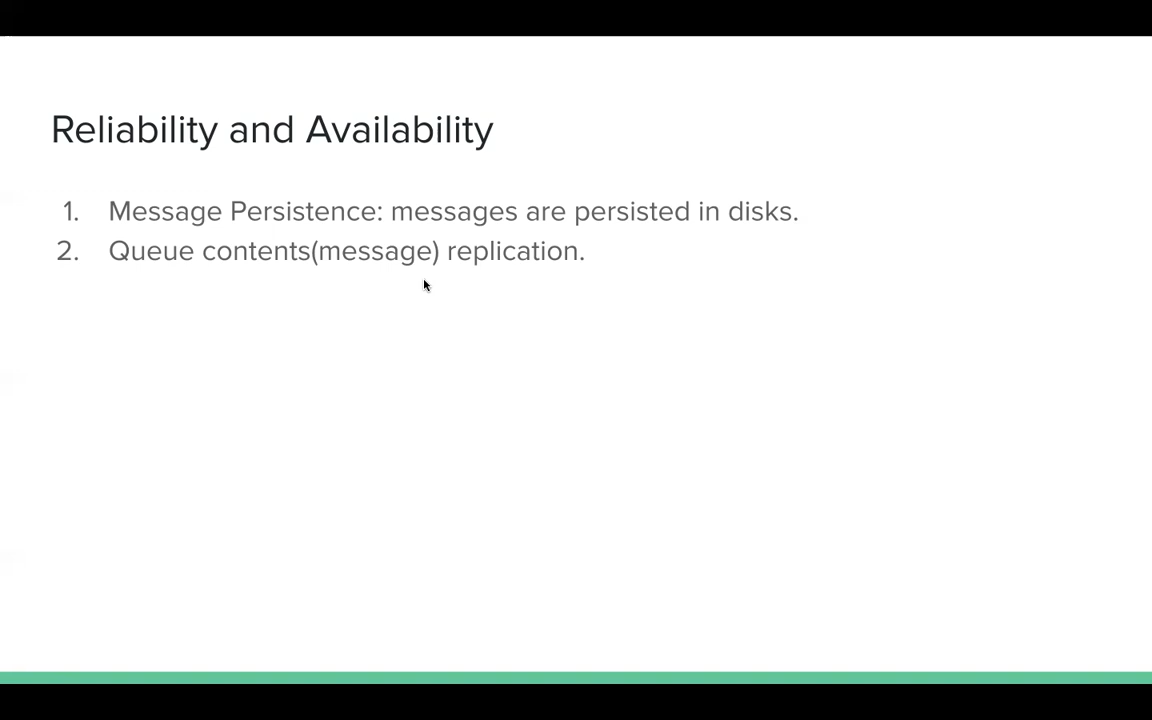 Reliability and Availability
1. Message Persistence: messages are persisted in disks.
2. Queue contents(message) replication.